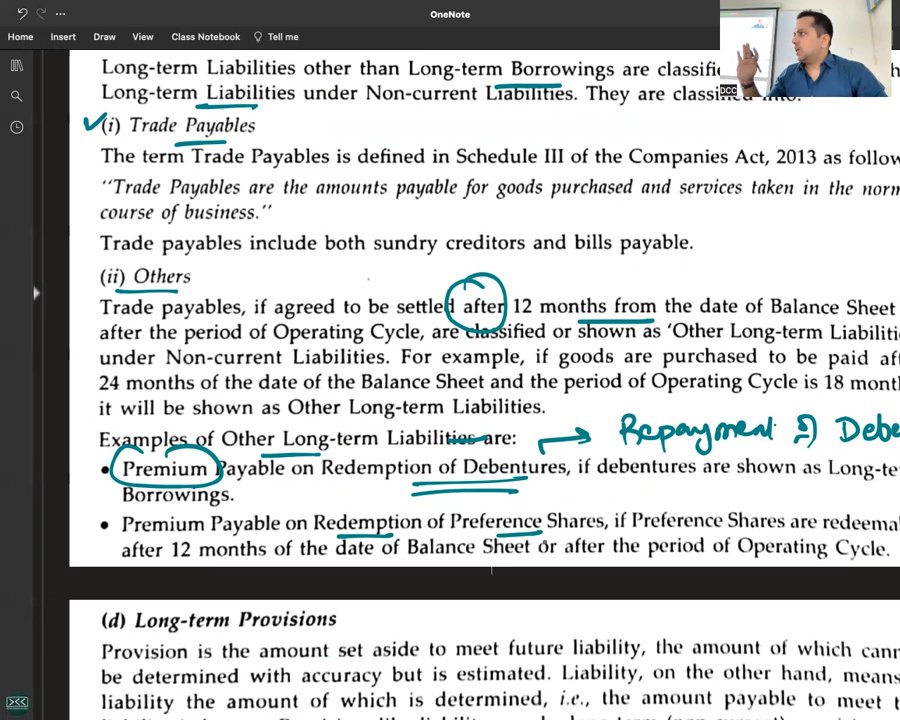 OneNote
Home Insert Draw View Class Notebook Tell me
Long-term Liabilities other than Long-term Borrowings are
Long-term Liabilities under Non-current Liabilities. They are
DCC
(i) Trade Payables
The term Trade Payables is defined in Schedule III of the Companies Act, 2013 as follow
"Trade Payables are the amounts payable for goods purchased and services taken in the norm
course of business."
Trade payables include both sundry creditors and bills payable.
(ii) Others
Trade payables, if agreed to be settled after 12 months from the date of Balance Sheet
after the period of Operating Cycle, are classified or shown as 'Other Long-term Liabiliti
under Non-current Liabilities. For example, if goods are purchased to be paid aft
24 months of the date of the Balance Sheet and the period of Operating Cycle is 18 mont
it will be shown as Other Long-term Liabilities.
Examples of Other Long-term Liabilities are:
Repayment of Debe
• Premium Payable on Redemption of Debentures, if debentures are shown as Long-te
Borrowings.
• Premium Payable on Redemption of Preference Shares, if Preference Shares are redeema
after 12 months of the date of Balance Sheet or after the period of Operating Cycle.
(d) Long-term Provisions
Provision is the amount set aside to meet future liability, the amount of which cann
be determined with accuracy but is estimated. Liability, on the other hand, means
liability the amount of which is determined, i.e., the amount payable to meet t